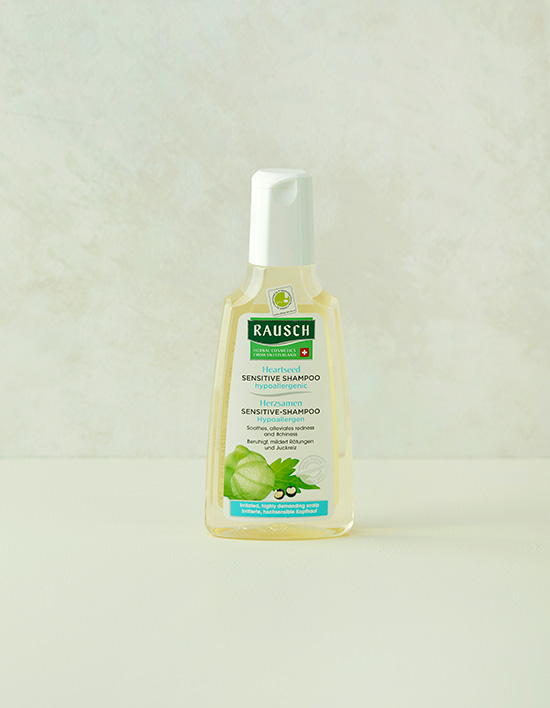 RAUSCH
HERBAL COSMETICS
FROM SWITZERLAND
Heartseed
SENSITIVE SHAMPOO
hypoallergenic
Herzsamen
SENSITIVE-SHAMPOO
Hypoallergen
Soothes, alleviates redness
and itchiness
Beruhigt, mildert Rötungen
und Juckreiz
Irritated, highly demanding scalp
Irritierte, hochsensible Kopfhaut